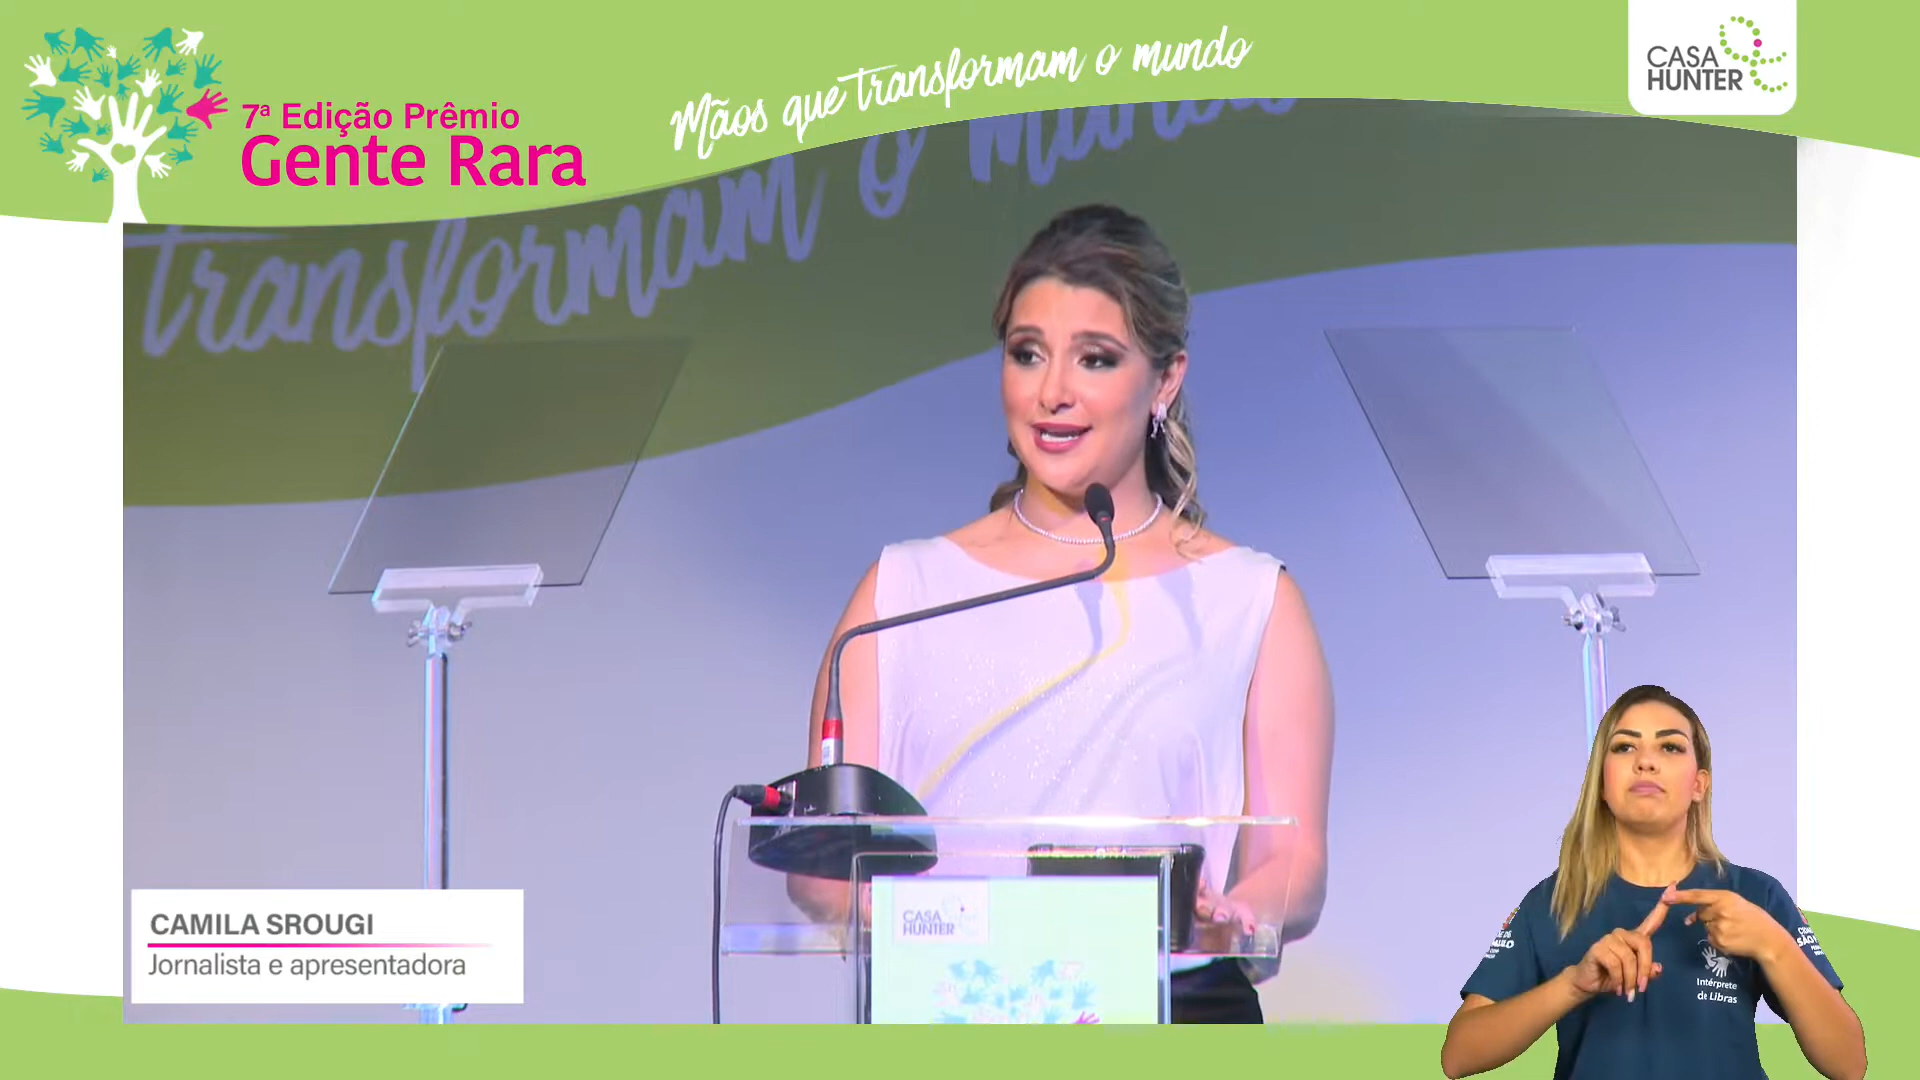 7ª Edição Prêmio
Gente Rara
Mãos que transformam o mundo
CASA
HUNTER
transformam o mundo
CASA
HUNTER
CAMILA SROUGI
Jornalista e apresentadora
Intérprete
de Libras